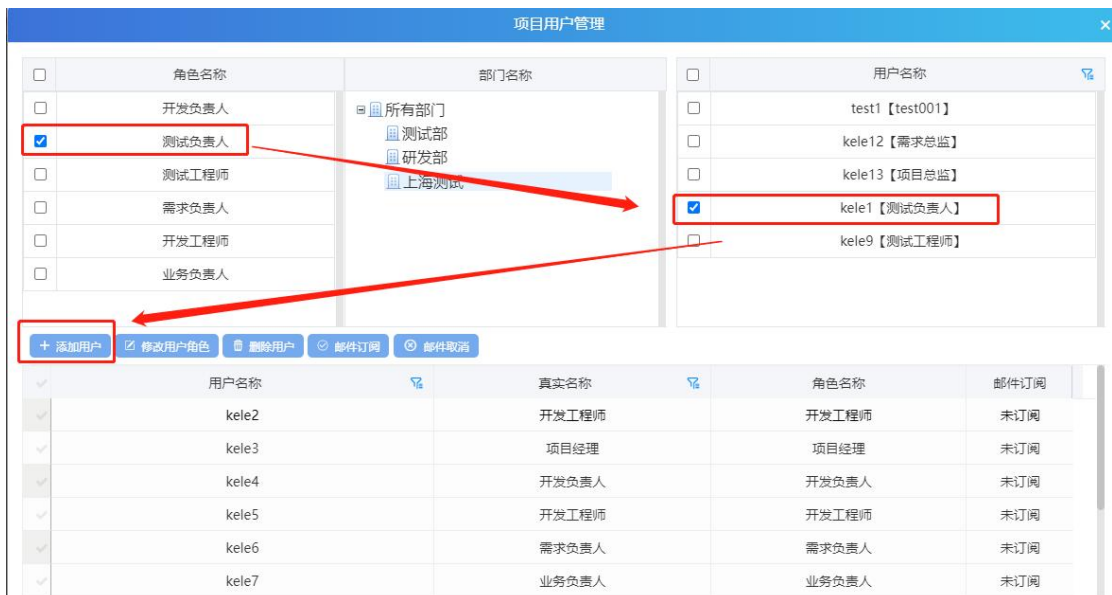 项目用户管理
角色名称 部门名称 用户名称
开发负责人 所有部门 test1【test001】
测试负责人 测试部 kele12【需求总监】
研发部
测试工程师 上海测试 kele13【项目总监】
需求负责人 kele1【测试负责人】
开发工程师 kele9【测试工程师】
业务负责人
添加用户 修改用户角色 删除用户 邮件订阅 邮件取消
用户名称 真实名称 角色名称 邮件订阅
kele2 开发工程师 开发工程师 未订阅
kele3 项目经理 项目经理 未订阅
kele4 开发负责人 开发负责人 未订阅
kele5 开发工程师 开发工程师 未订阅
kele6 需求负责人 需求负责人 未订阅
kele7 业务负责人 业务负责人 未订阅